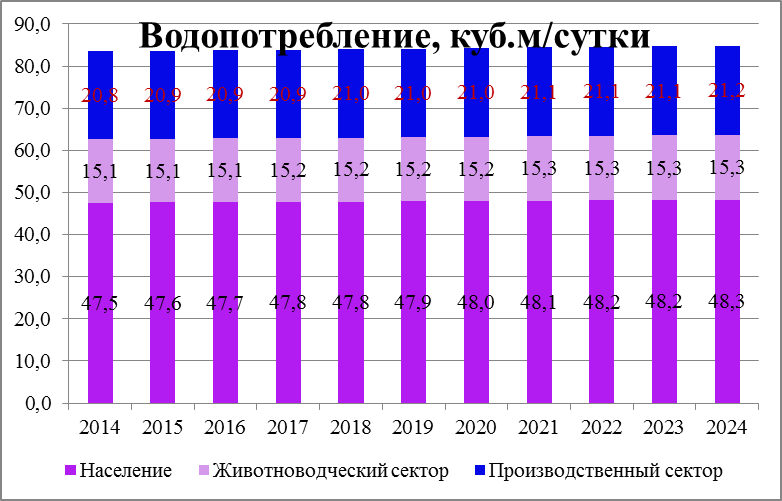 Водопотребление, куб.м/сутки
90,0
80,0
70,0
60,0
50,0
40,0
30,0
20,0
10,0
0,0
20,8 20,9 20,9 20,9 21,0 21,0 21,0 21,1 21,1 21,1 21,2
15,1 15,1 15,1 15,2 15,2 15,2 15,2 15,3 15,3 15,3 15,3
47,5 47,6 47,7 47,8 47,8 47,9 48,0 48,1 48,2 48,2 48,3
2014 2015 2016 2017 2018 2019 2020 2021 2022 2023 2024
Население Животноводческий сектор Производственный сектор